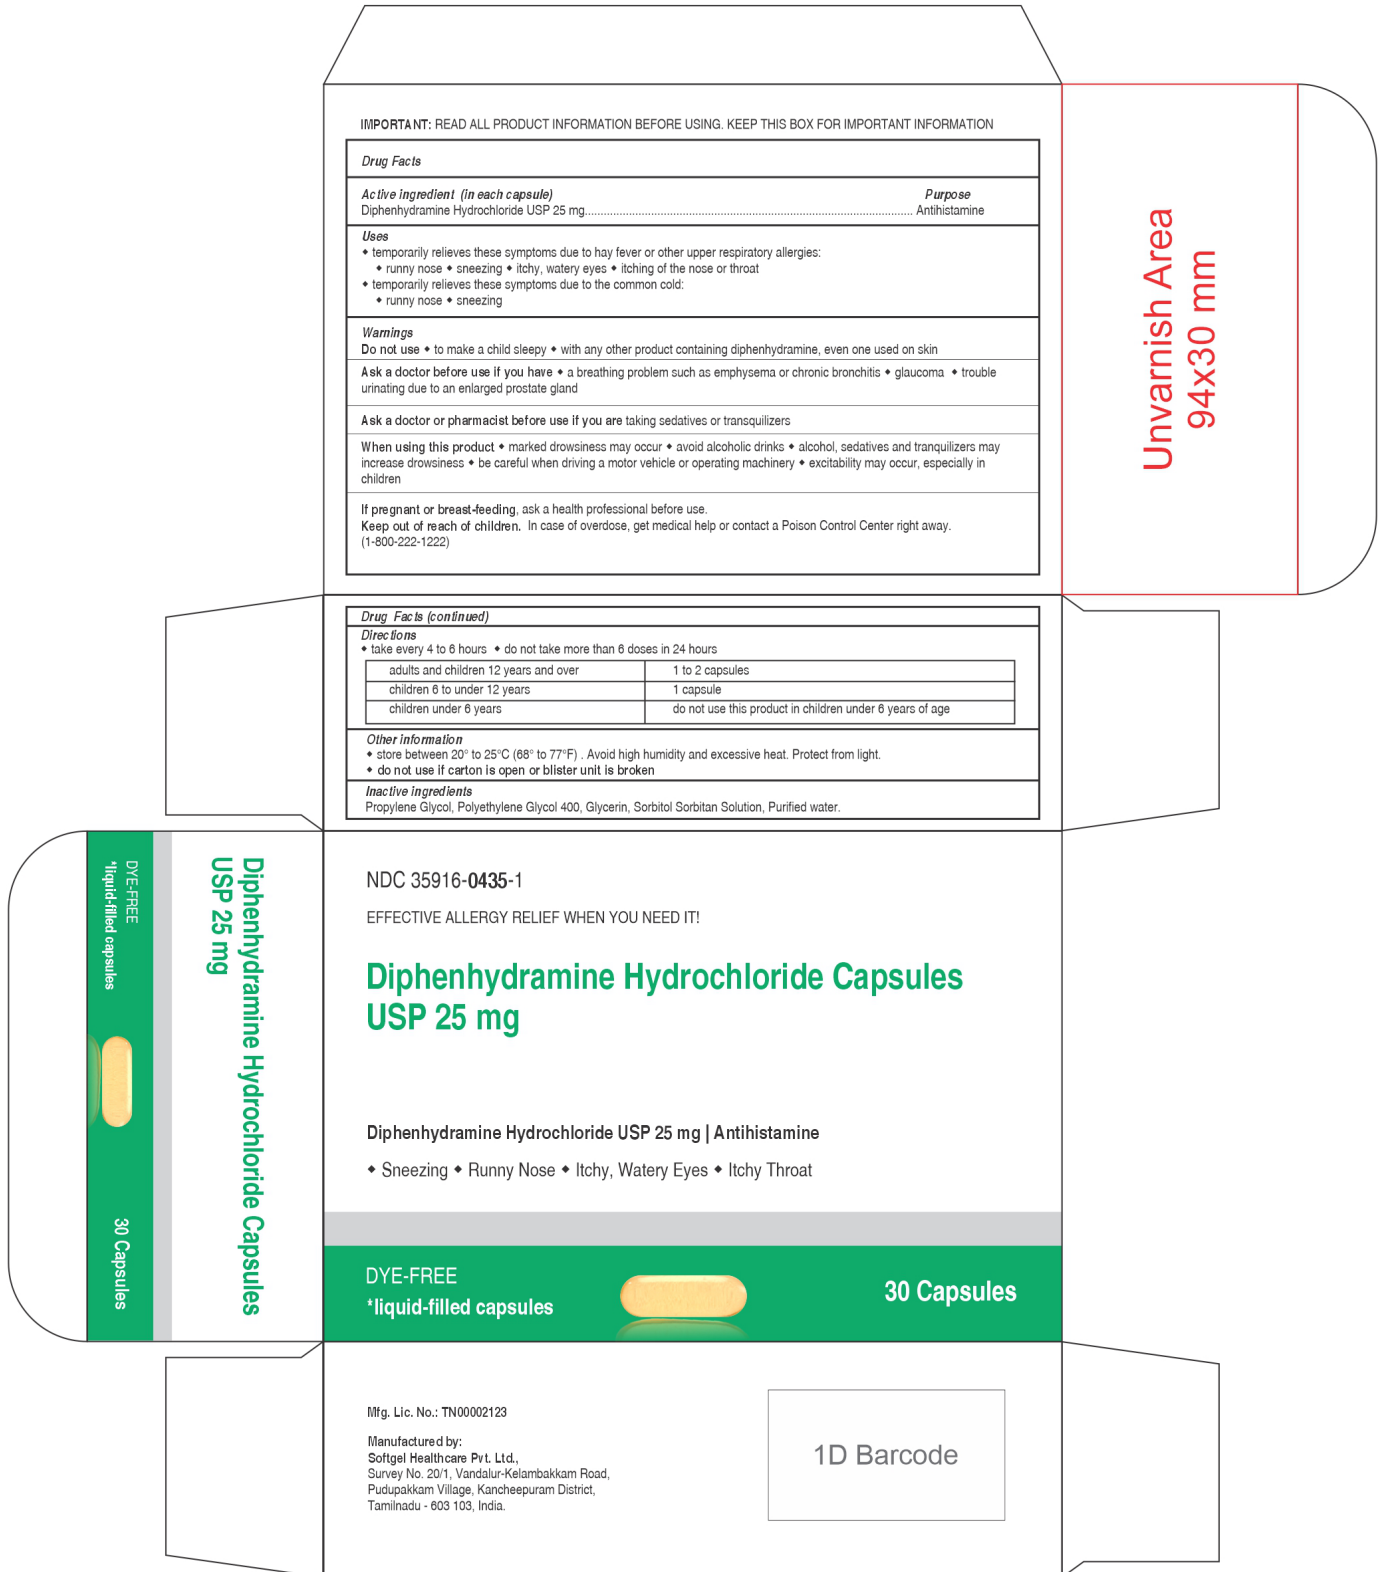 IMPORTANT: READ ALL PRODUCT INFORMATION BEFORE USING. KEEP THIS BOX FOR IMPORTANT INFORMATION
Drug Facts
Active ingredient (in each capsule) Purpose
Diphenhydramine Hydrochloride USP 25 mg........................................................................................................ Antihistamine
Uses
◆ temporarily relieves these symptoms due to hay fever or other upper respiratory allergies:
◆ runny nose ◆ sneezing ◆ itchy, watery eyes ◆ itching of the nose or throat
◆ temporarily relieves these symptoms due to the common cold:
◆ runny nose ◆ sneezing
Warnings
Do not use ◆ to make a child sleepy ◆ with any other product containing diphenhydramine, even one used on skin
Ask a doctor before use if you have ◆ a breathing problem such as emphysema or chronic bronchitis ◆ glaucoma ◆ trouble
urinating due to an enlarged prostate gland
Ask a doctor or pharmacist before use if you are taking sedatives or transquilizers
When using this product ◆ marked drowsiness may occur ◆ avoid alcoholic drinks ◆ alcohol, sedatives and tranquilizers may
increase drowsiness ◆ be careful when driving a motor vehicle or operating machinery ◆ excitability may occur, especially in
children
If pregnant or breast-feeding, ask a health professional before use.
Keep out of reach of children. In case of overdose, get medical help or contact a Poison Control Center right away.
(1-800-222-1222)
Unvarnish Area
94x30 mm
Drug Facts (continued)
Directions
◆ take every 4 to 6 hours ◆ do not take more than 6 doses in 24 hours
adults and children 12 years and over 1 to 2 capsules
children 6 to under 12 years 1 capsule
children under 6 years do not use this product in children under 6 years of age
Other information
◆ store between 20° to 25°C (68° to 77°F) . Avoid high humidity and excessive heat. Protect from light.
◆ do not use if carton is open or blister unit is broken
Inactive ingredients
Propylene Glycol, Polyethylene Glycol 400, Glycerin, Sorbitol Sorbitan Solution, Purified water.
Diphenhydramine Hydrochloride Capsules
USP 25 mg
DYE-FREE
*liquid-filled capsules
30 Capsules
NDC 35916-0435-1
EFFECTIVE ALLERGY RELIEF WHEN YOU NEED IT!
Diphenhydramine Hydrochloride Capsules
USP 25 mg
Diphenhydramine Hydrochloride USP 25 mg | Antihistamine
◆ Sneezing ◆ Runny Nose ◆ Itchy, Watery Eyes ◆ Itchy Throat
DYE-FREE
*liquid-filled capsules
30 Capsules
Mfg. Lic. No.: TN00002123
Manufactured by:
Softgel Healthcare Pvt. Ltd.,
Survey No. 20/1, Vandalur-Kelambakkam Road,
Pudupakkam Village, Kancheepuram District,
Tamilnadu - 603 103, India.
1D Barcode